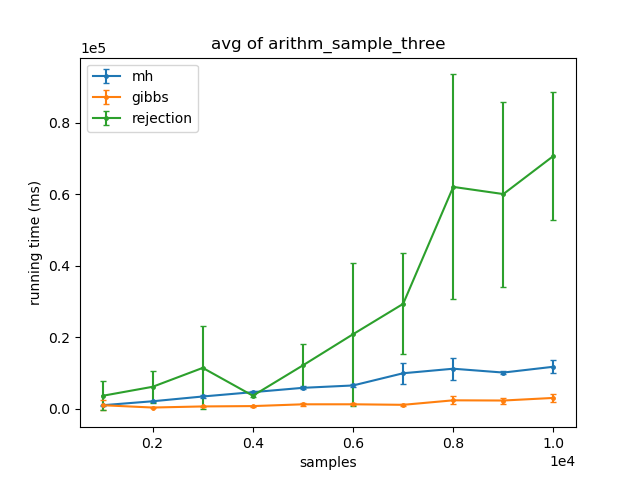 avg of arithm_sample_three
1e5
mh
gibbs
rejection
0.8
0.6
0.4
0.2
0.0
running time (ms)
0.2
0.4
0.6
0.8
1.0
samples
1e4